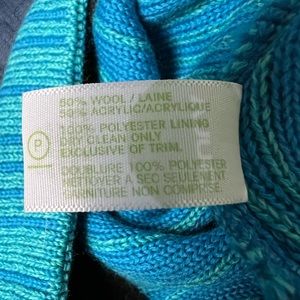 50% WOOL / LAINE
50% ACRYLIC/ACRYLIQUE
100% POLYESTER LINING
DRY CLEAN ONLY
EXCLUSIVE OF TRIM.
DOUBLURE 100% POLYESTER
NETTOYER A SEC SEULEMENT
GARNITURE NON COMPRISE.
P